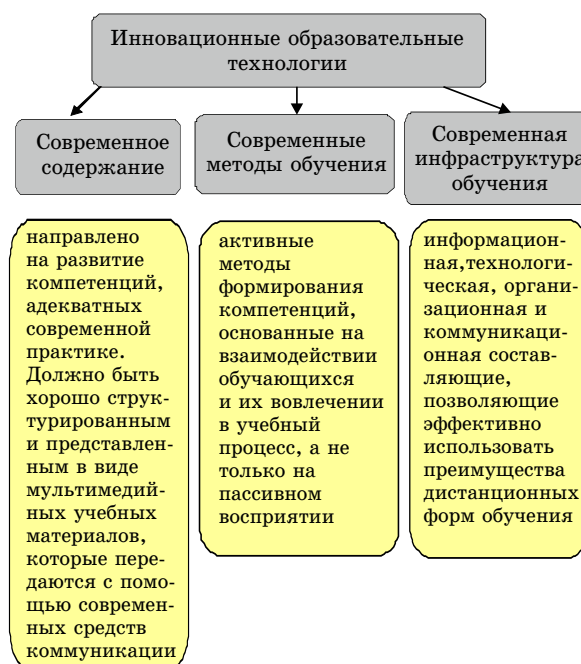 Инновационные образовательные
технологии
Современное
содержание
Современные
методы обучения
Современная
инфраструктура
обучения
направлено
на развитие
компетенций,
адекватных
современной
практике.
Должно быть
хорошо струк-
турированным
и представлен-
ным в виде
мультимедий-
ных учебных
материалов,
которые пере-
даются с помо-
щью современ-
ных средств
коммуникации
активные
методы
формирования
компетенций,
основанные на
взаимодействии
обучающихся
и их вовлечении
в учебный
процесс, а не
только на
пассивном
восприятии
информацион-
ная,технологи-
ческая, органи-
зационная и
коммуникаци-
онная состав-
ляющие,
позволяющие
эффективно
использовать
преимущества
дистанционных
форм обучения